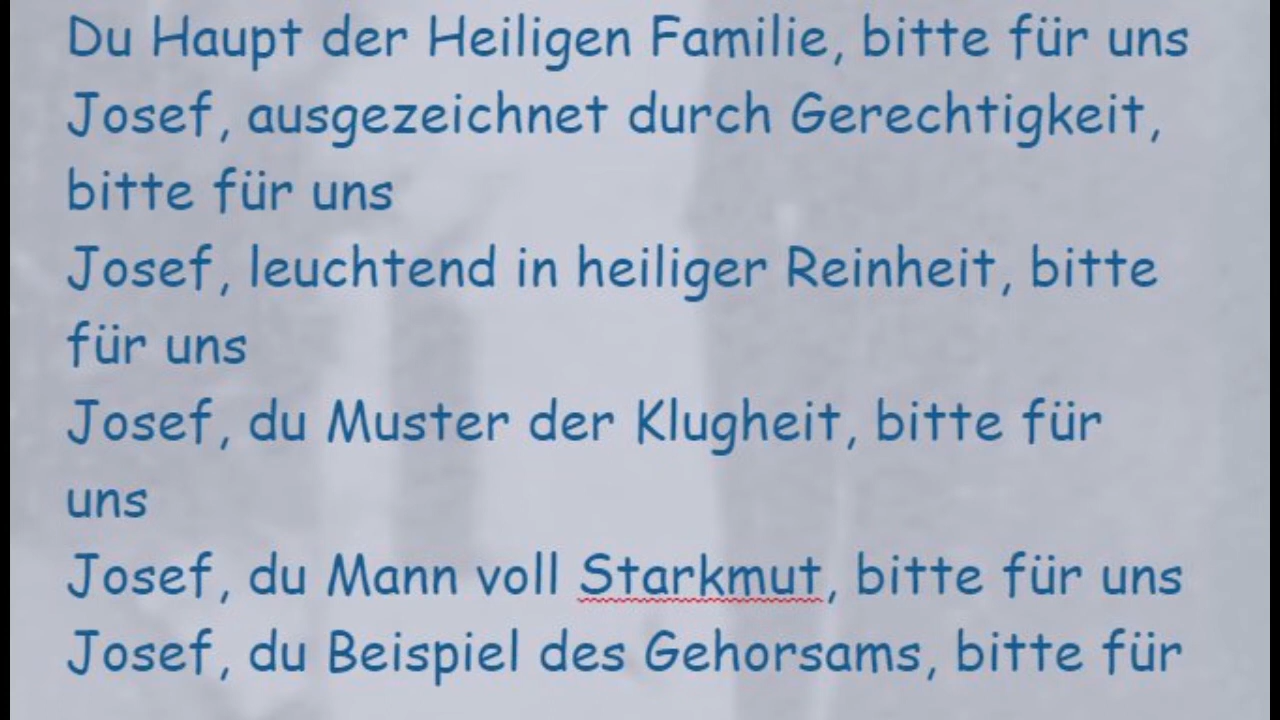 Du Haupt der Heiligen Familie, bitte für uns
Josef, ausgezeichnet durch Gerechtigkeit,
bitte für uns
Josef, leuchtend in heiliger Reinheit, bitte
für uns
Josef, du Muster der Klugheit, bitte für
uns
Josef, du Mann voll Starkmut, bitte für uns
Josef, du Beispiel des Gehorsams, bitte für